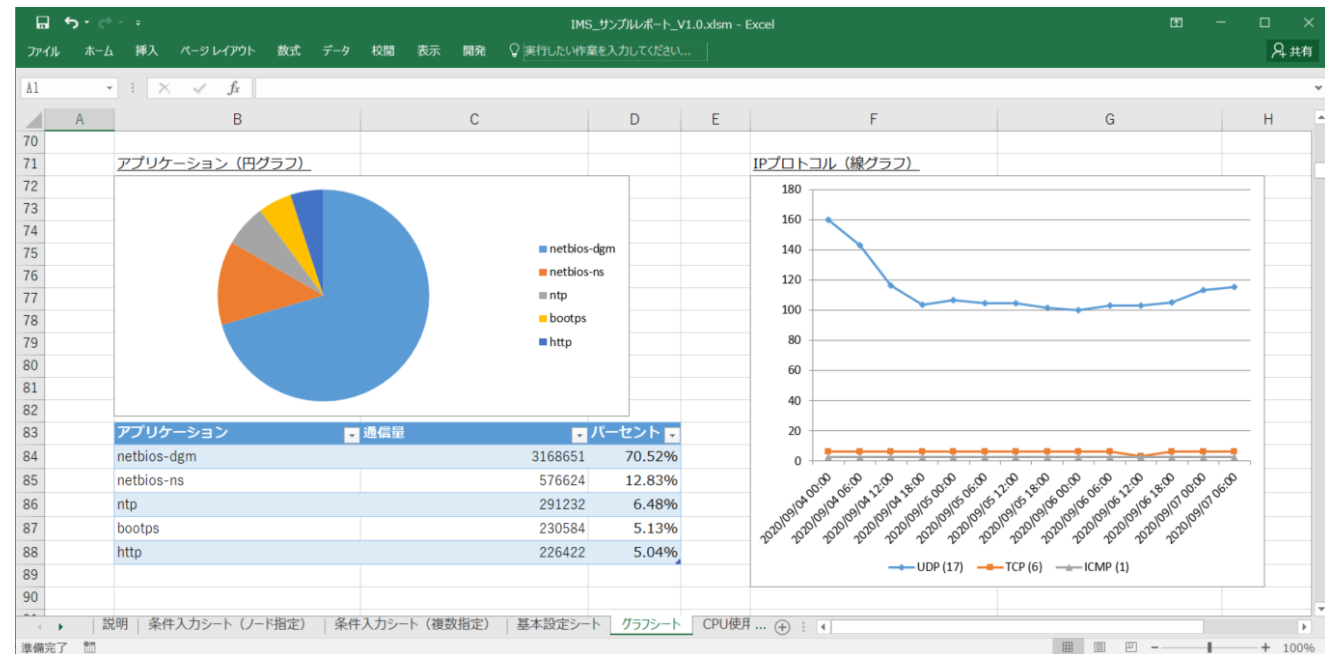 IMS_サンプルレポート_V1.0.xlsm - Excel
ファイル ホーム 挿入 ページ レイアウト 数式 データ 校閲 表示 開発 実行したい作業を入力してください... 共有
A1 fx
A B C D E F G H
70
71 アプリケーション（円グラフ） IPプロトコル（線グラフ）
72
73
74
75
76
77
78
79
80
81
82
netbios-dgm
netbios-ns
ntp
bootps
http
83 アプリケーション 通信量 パーセント
84 netbios-dgm 3168651 70.52%
85 netbios-ns 576624 12.83%
86 ntp 291232 6.48%
87 bootps 230584 5.13%
88 http 226422 5.04%
89
90
180
160
140
120
100
80
60
40
20
0
2020/09/04 00:00
2020/09/04 06:00
2020/09/04 12:00
2020/09/04 18:00
2020/09/05 00:00
2020/09/05 06:00
2020/09/05 12:00
2020/09/05 18:00
2020/09/06 00:00
2020/09/06 06:00
2020/09/06 12:00
2020/09/06 18:00
2020/09/07 00:00
2020/09/07 06:00
UDP (17) TCP (6) ICMP (1)
説明 条件入力シート（ノード指定） 条件入力シート（複数指定） 基本設定シート グラフシート CPU使用 ...
準備完了 100%